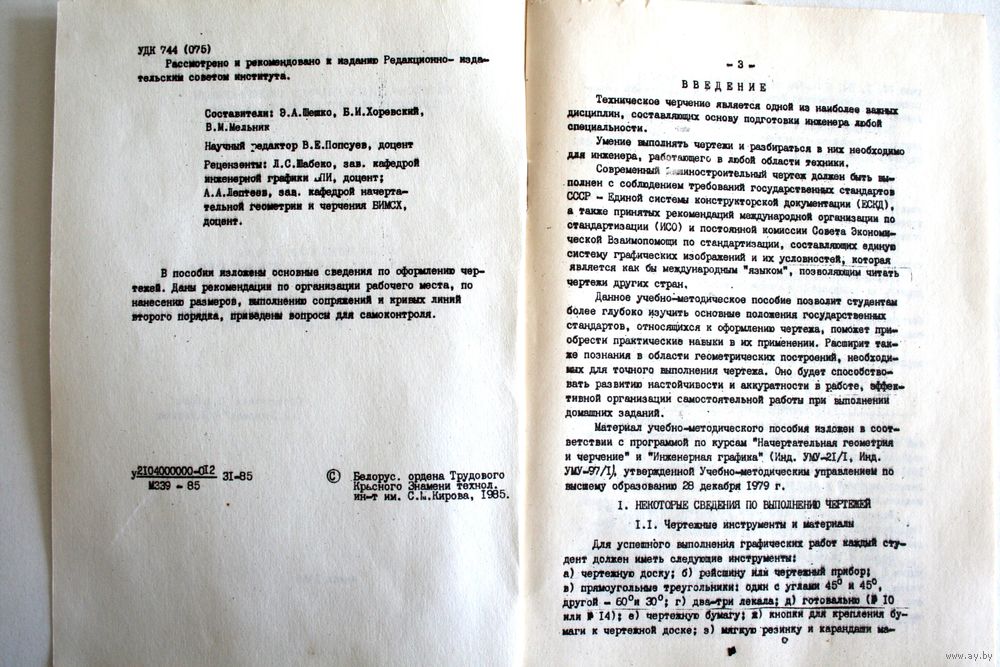 УДК 744 (075)
Рассмотрено и рекомендовано к изданию Редакционно- изда-
тельским советом института.
Составители: Э.А.Шешко, Б.И.Хоревский,
В.М.Мельник
Научный редактор В.Е.Попсуев, доцент
Рецензенты: Л.С.Шабеко, зав. кафедрой
инженерной графики ПИ, доцент;
А.А.Лептеев, зав. кафедрой начерта-
тельной геометрии и черчения БИМСХ,
доцент.
В пособии изложены основные сведения по оформлению чер-
тежей. Даны рекомендации по организации рабочего места, по
нанесению размеров, выполнению сопряжений и кривых линий
второго порядка, приведены вопросы для самоконтроля.
у 2104000000-012 31-85
М339 - 85
© Белорус. ордена Трудового
Красного Знамени технол.
ин-т им. С.М.Кирова, 1985.
- 3 -
ВВЕДЕНИЕ
Техническое черчение является одной из наиболее важных
дисциплин, составляющих основу подготовки инженера любой
специальности.
Умение выполнять чертежи и разбираться в них необходимо
для инженера, работающего в любой области техники.
Современный машиностроительный чертеж должен быть вы-
полнен с соблюдением требований государственных стандартов
СССР - Единой системы конструкторской документации (ЕСКД),
а также принятых рекомендаций международной организации по
стандартизации (ИСО) и постоянной комиссии Совета Экономи-
ческой Взаимопомощи по стандартизации, составляющих единую
систему графических изображений и их условностей, которая
является как бы международным "языком", позволяющим читать
чертежи других стран.
Данное учебно-методическое пособие позволит студентам
более глубоко изучить основные положения государственных
стандартов, относящихся к оформлению чертежа, поможет при-
обрести практические навыки в их применении. Расширит так-
же познания в области геометрических построений, необходи-
мых для точного выполнения чертежа. Оно будет способство-
вать развитию настойчивости и аккуратности в работе, эффек-
тивной организации самостоятельной работы при выполнении
домашних заданий.
Материал учебно-методического пособия изложен в соот-
ветствии с программой по курсам "Начертательная геометрия
и черчение" и "Инженерная графика" (Инд. УМУ-21/1, Инд.
УМУ-97/1), утвержденной Учебно-методическим управлением по
высшему образованию 28 декабря 1979 г.
1. НЕКОТОРЫЕ СВЕДЕНИЯ ПО ВЫПОЛНЕНИЮ ЧЕРТЕЖЕЙ
1.1. Чертежные инструменты и материалы
Для успешного выполнения графических работ каждый сту-
дент должен иметь следующие инструменты:
а) чертежную доску; б) рейсшину или чертежный прибор;
в) прямоугольные треугольники: один с углами 45° и 45°,
другой - 60° и 30°; г) два-три лекала; д) готовальню (№ 10
или № 14); е) чертежную бумагу; ж) кнопки для крепления бу-
маги к чертежной доске; з) мягкую резинку и карандаши ма-
www.ay.by